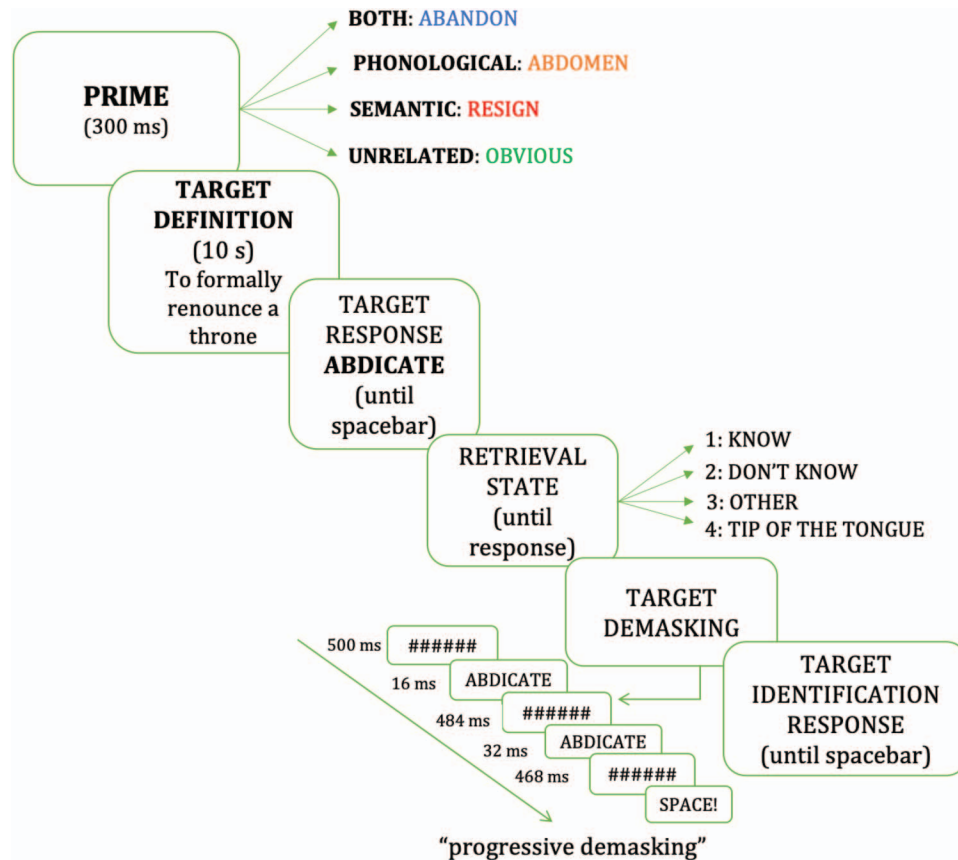 PRIME
(300 ms)
BOTH: ABANDON
PHONOLOGICAL: ABDOMEN
SEMANTIC: RESIGN
UNRELATED: OBVIOUS
TARGET
DEFINITION
(10 s)
To formally
renounce a
throne
TARGET
RESPONSE
ABDICATE
(until
spacebar)
RETRIEVAL
STATE
(until
response)
1: KNOW
2: DON'T KNOW
3: OTHER
4: TIP OF THE TONGUE
TARGET
DEMASKING
TARGET
IDENTIFICATION
RESPONSE
(until spacebar)
500 ms
######
16 ms
ABDICATE
484 ms
######
32 ms
ABDICATE
468 ms
######
SPACE!
“progressive demasking”